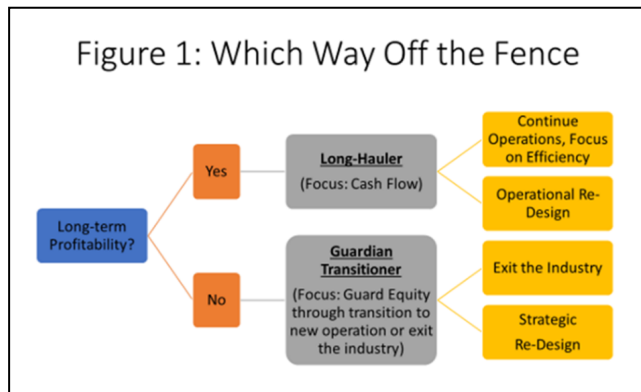 Figure 1: Which Way Off the Fence
Long-term
Profitability?
Yes
Long-Hauler
(Focus: Cash Flow)
Continue
Operations, Focus
on Efficiency
Operational Re-
Design
No
Guardian
Transitioner
(Focus: Guard Equity
through transition to
new operation or exit
the industry)
Exit the Industry
Strategic
Re-Design